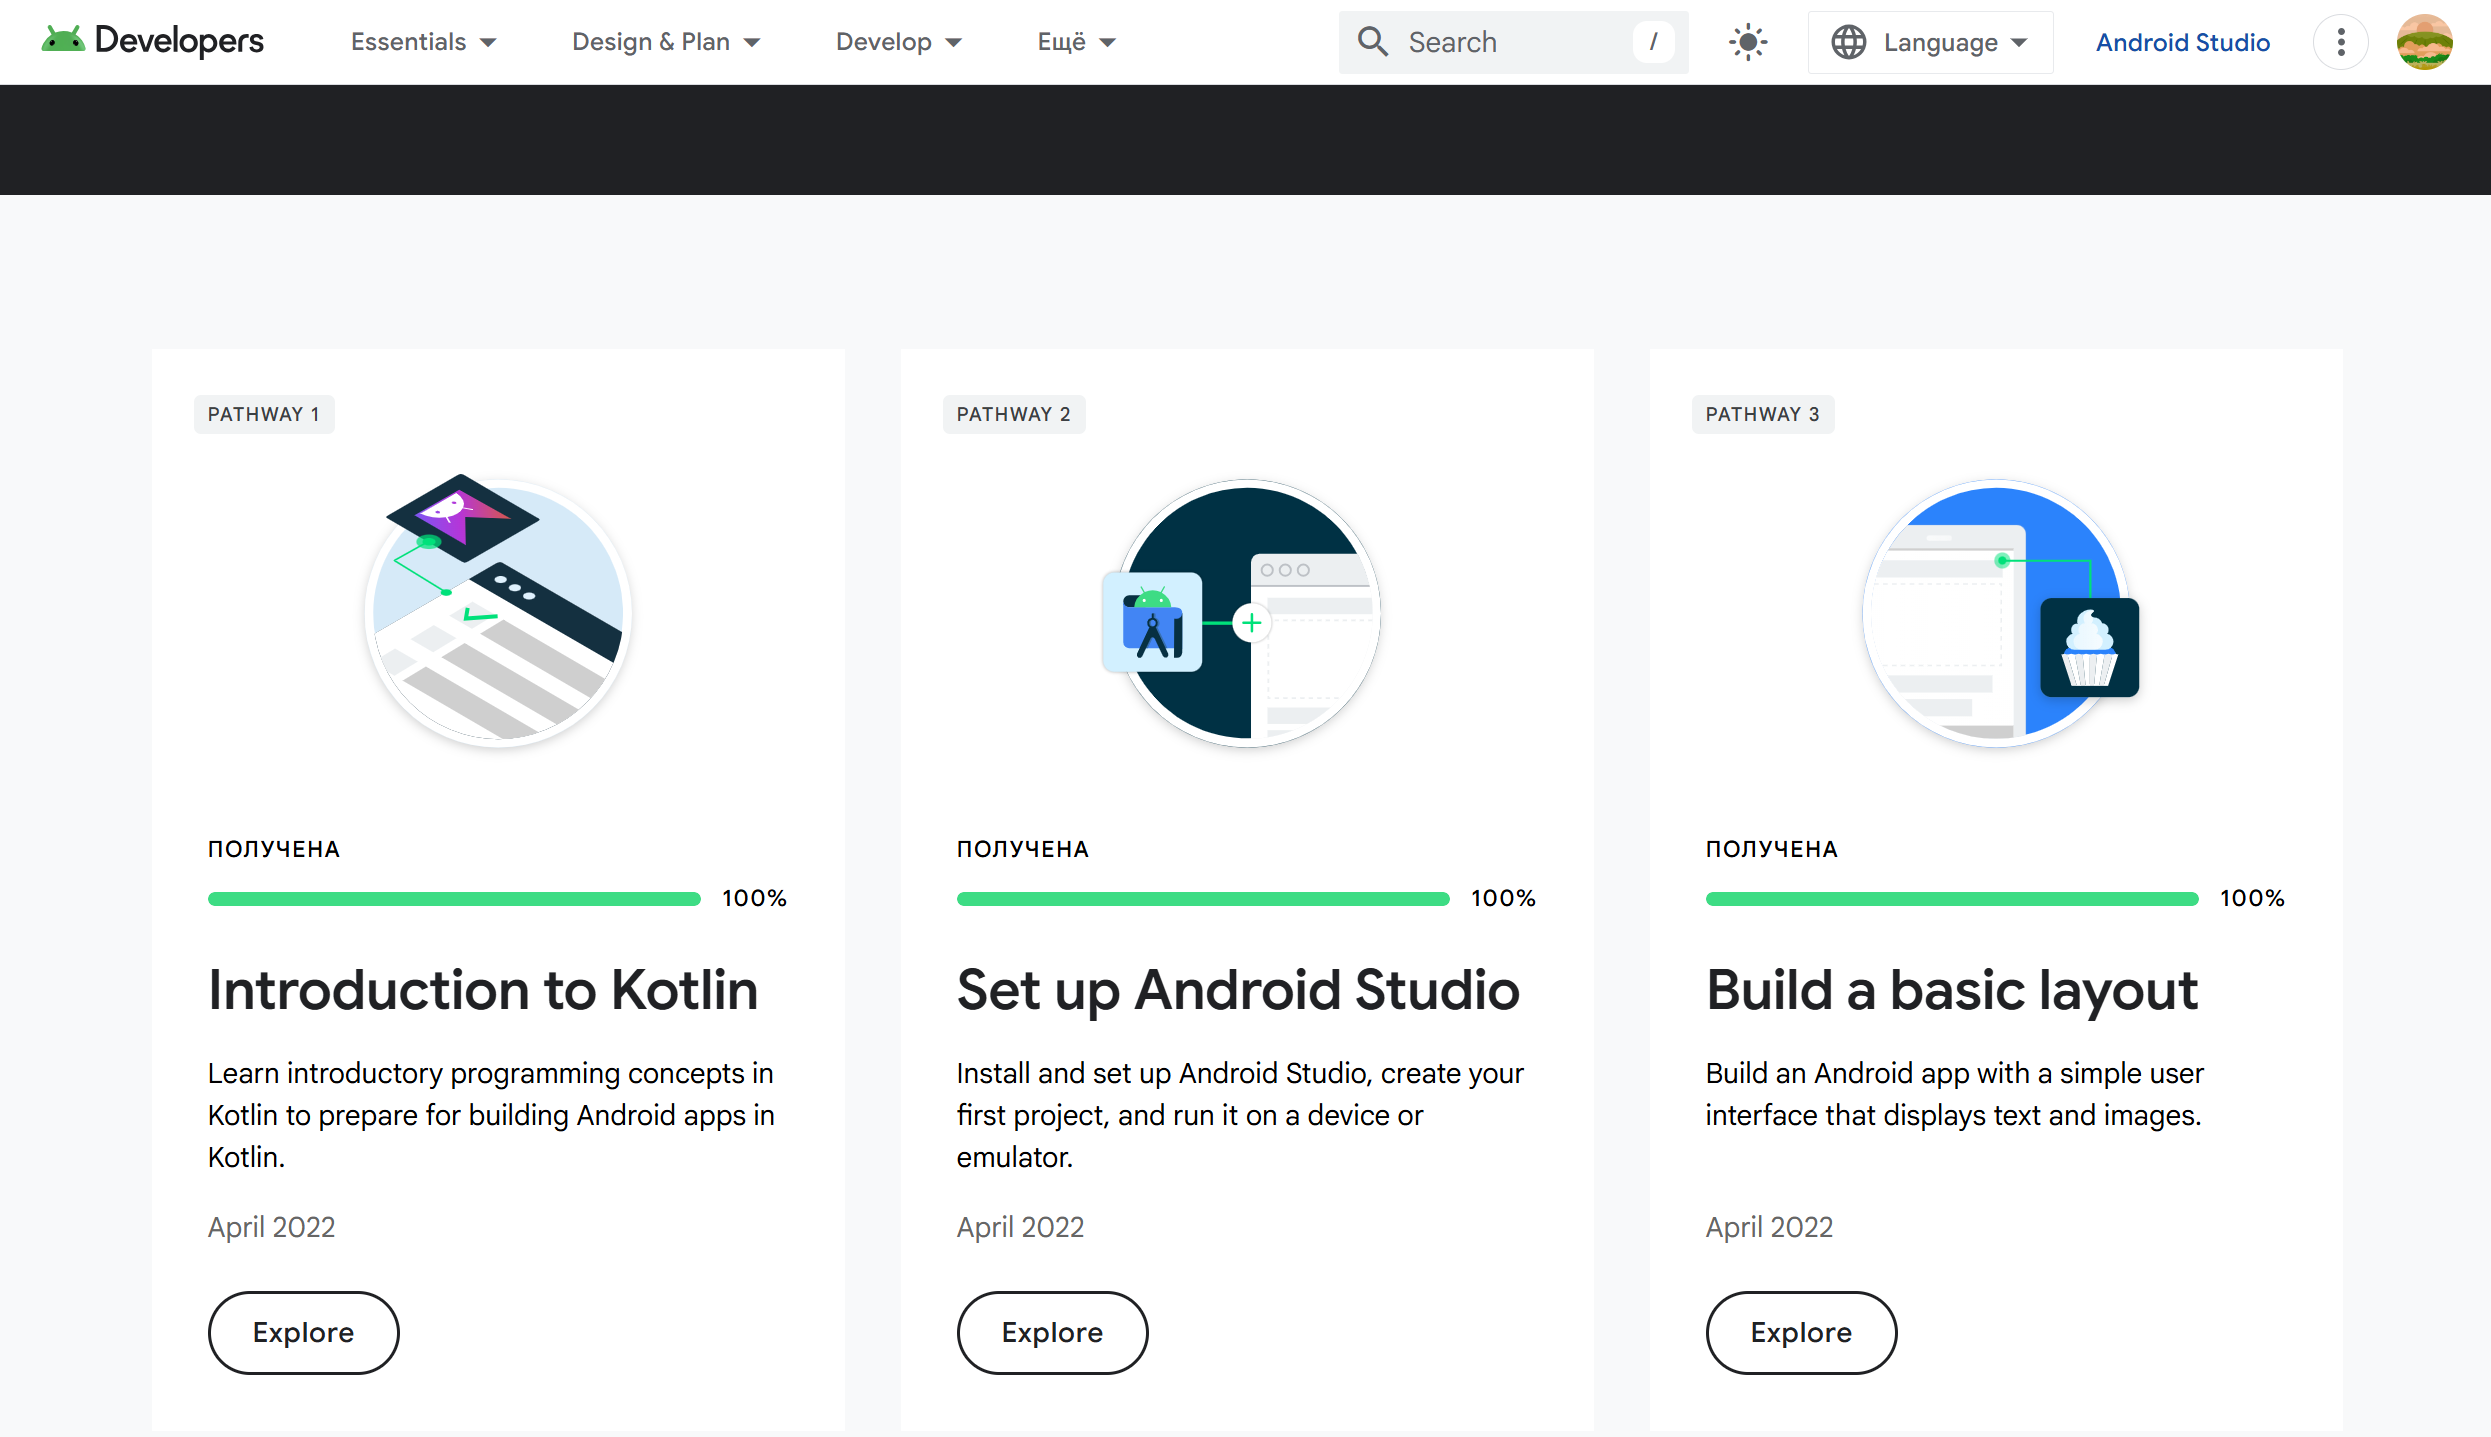 Developers Essentials Design & Plan Develop Ещё Search / Language Android Studio
PATHWAY 1
ПОЛУЧЕНА
100%
Introduction to Kotlin
Learn introductory programming concepts in
Kotlin to prepare for building Android apps in
Kotlin.
April 2022
Explore
PATHWAY 2
ПОЛУЧЕНА
100%
Set up Android Studio
Install and set up Android Studio, create your
first project, and run it on a device or
emulator.
April 2022
Explore
PATHWAY 3
ПОЛУЧЕНА
100%
Build a basic layout
Build an Android app with a simple user
interface that displays text and images.
April 2022
Explore